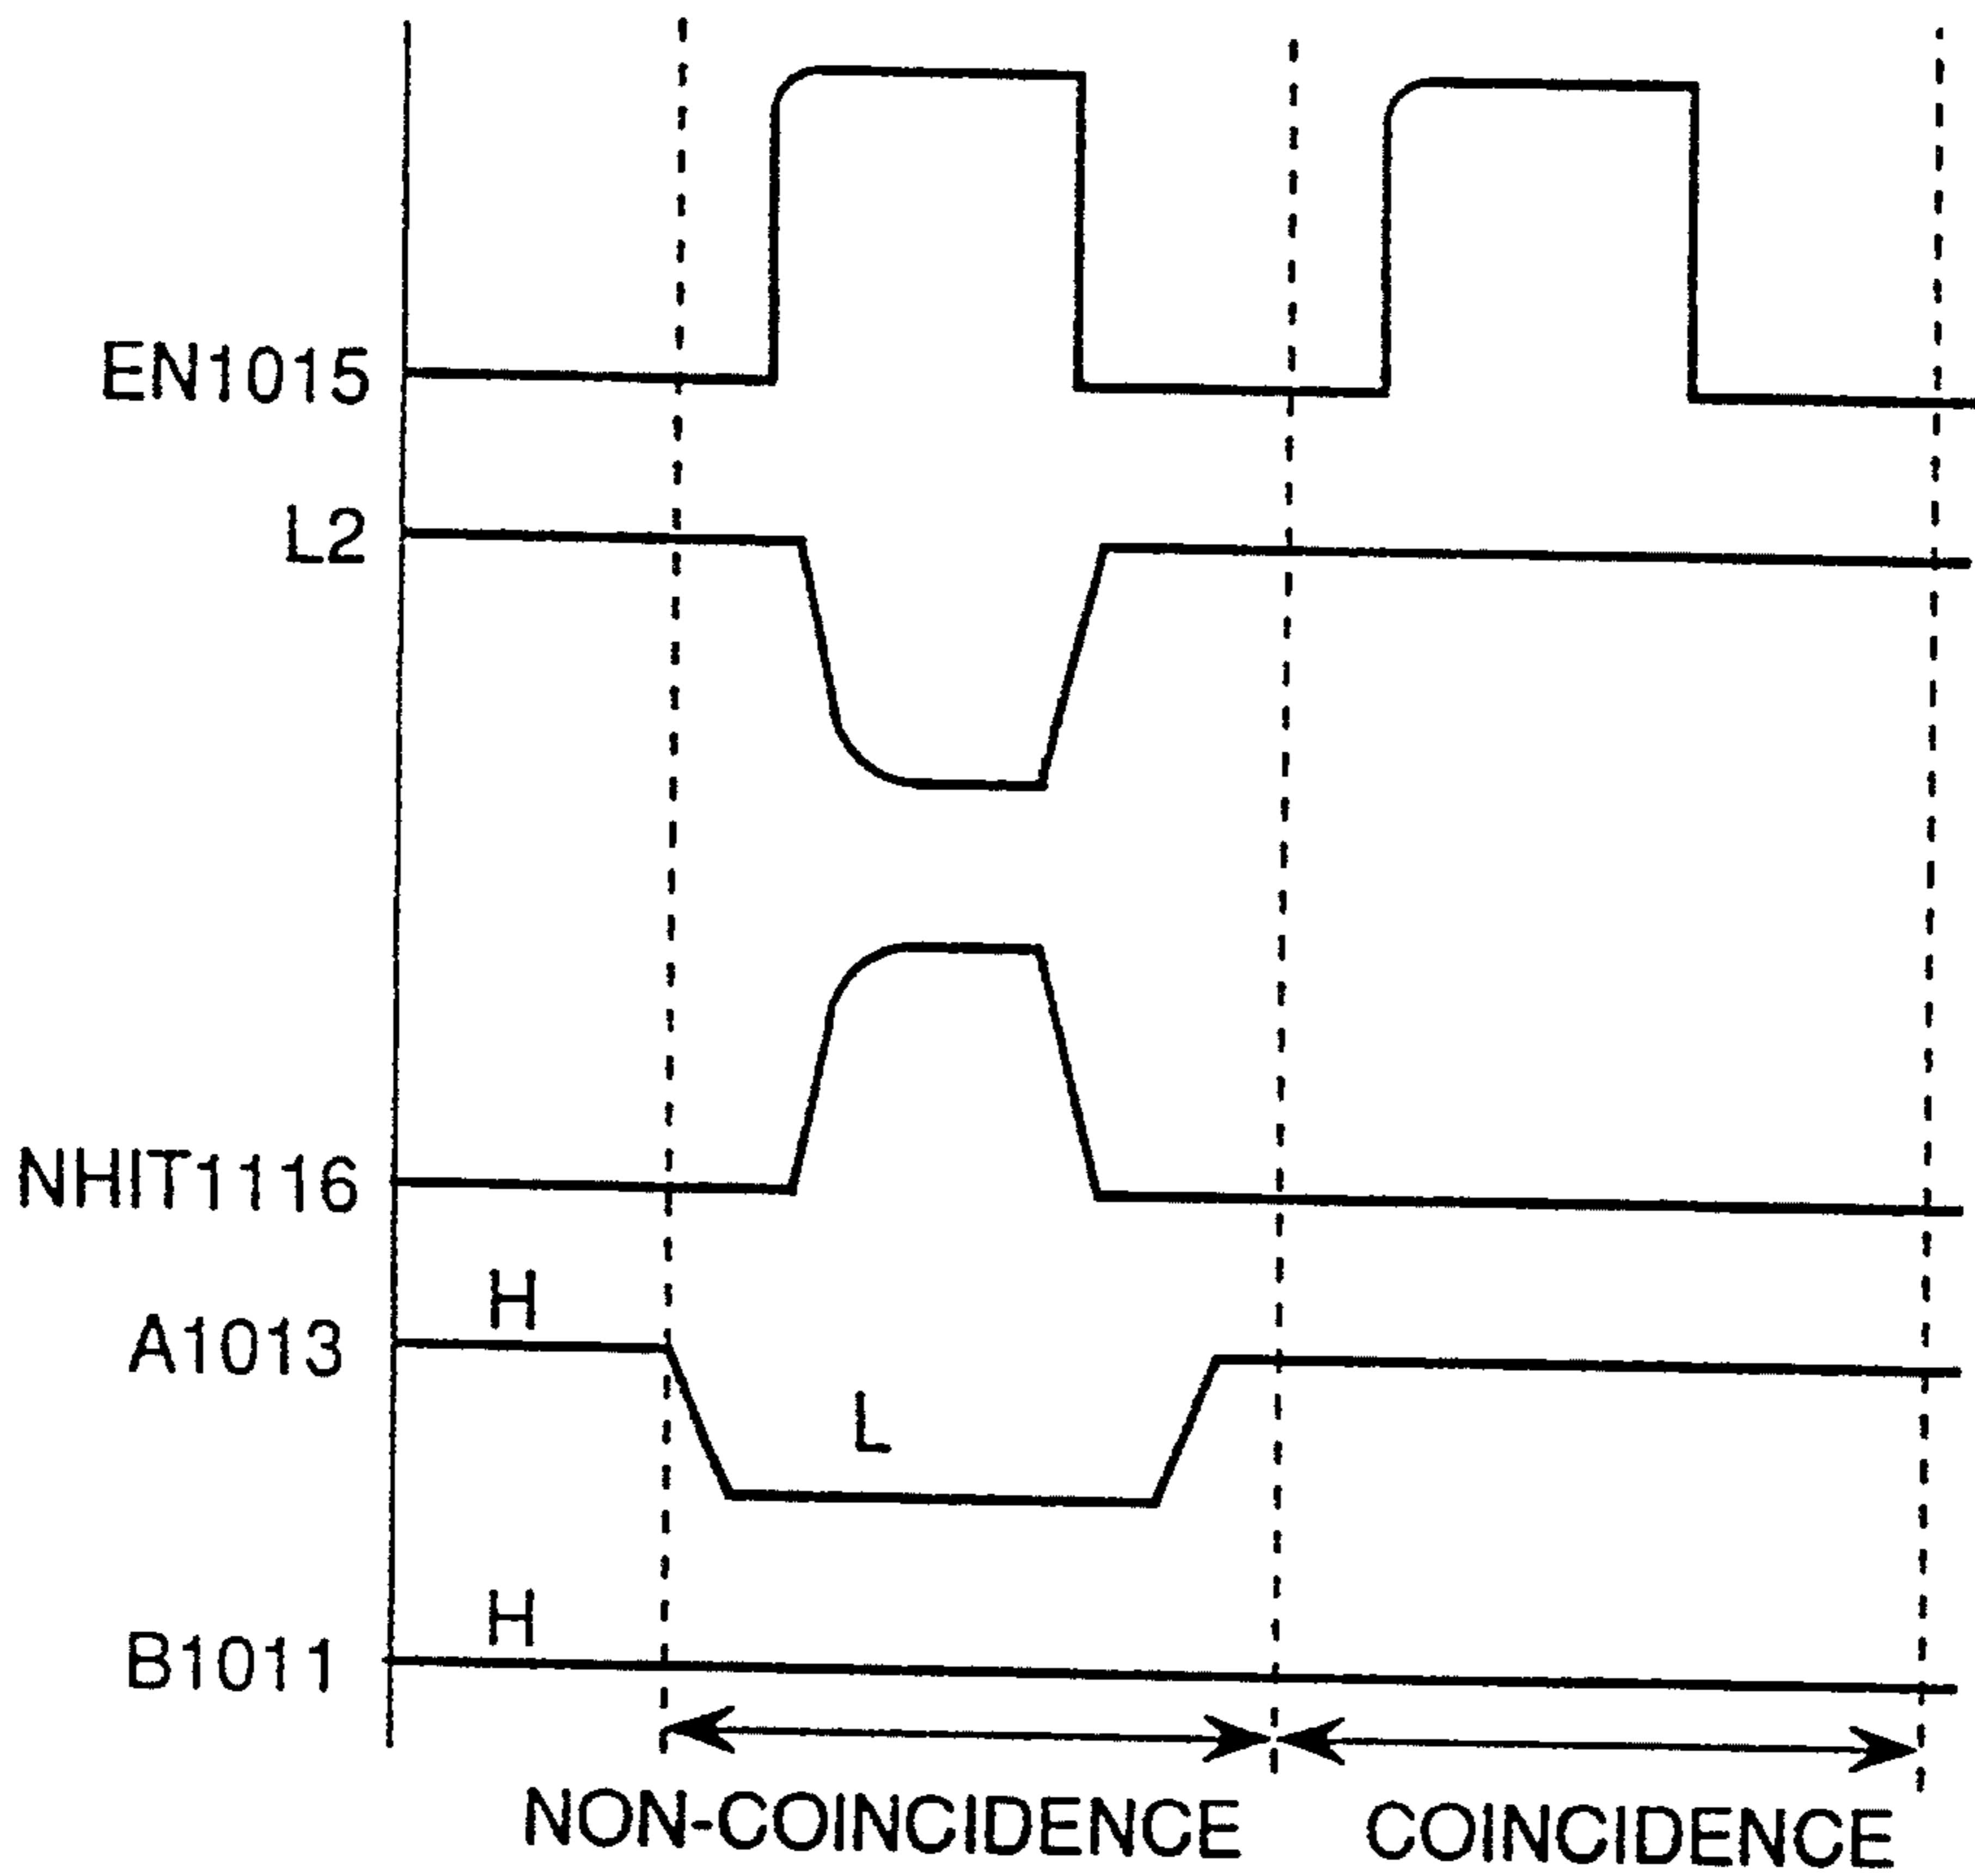 EN1015
L2
NHIT1116
H
A1013
L
H
B1011
NON-COINCIDENCE
COINCIDENCE